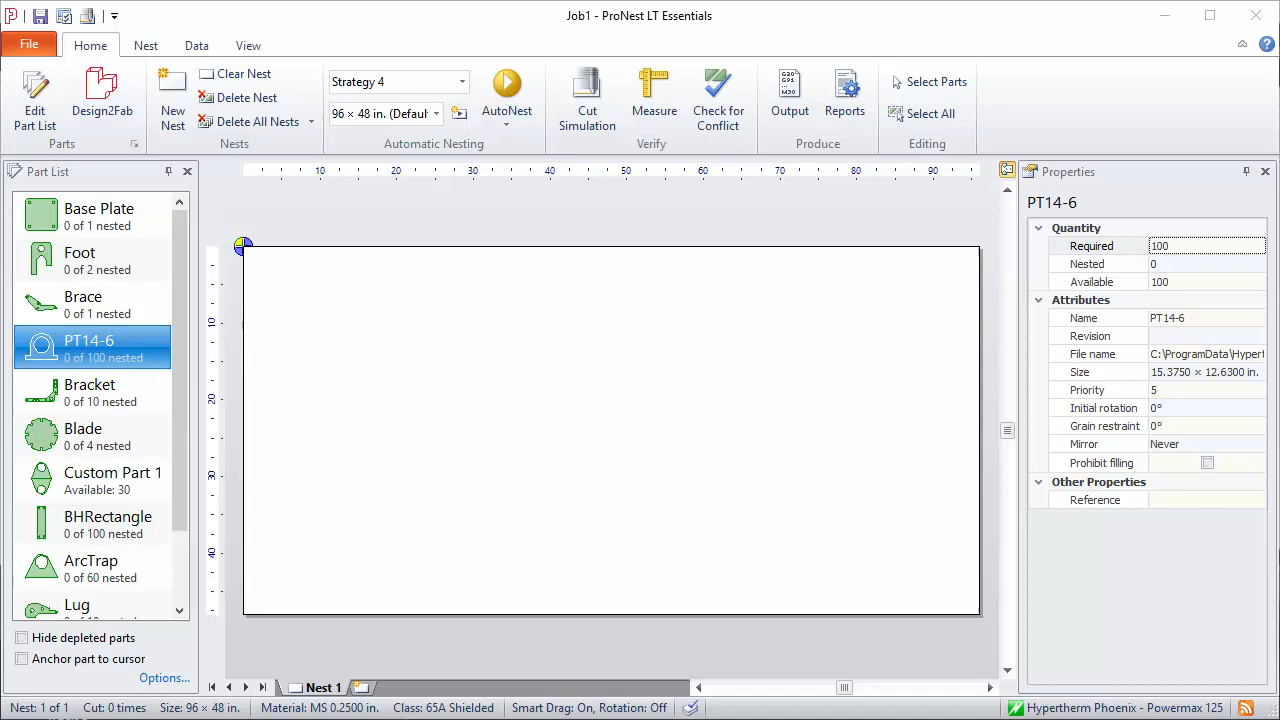 Job1 - ProNest LT Essentials
File
Home
Nest
Data
View
Edit
Part List
Design2Fab
Parts
New
Nest
Clear Nest
Delete Nest
Delete All Nests
Nests
Strategy 4
96 × 48 in. (Defaul
AutoNest
Automatic Nesting
Cut
Simulation
Measure
Check for
Conflict
Verify
Output
Reports
Produce
Select Parts
Select All
Editing
Part List
Base Plate
0 of 1 nested
Foot
0 of 2 nested
Brace
0 of 1 nested
PT14-6
0 of 100 nested
Bracket
0 of 10 nested
Blade
0 of 4 nested
Custom Part 1
Available: 30
BHRectangle
0 of 100 nested
ArcTrap
0 of 60 nested
Lug
Hide depleted parts
Anchor part to cursor
Options...
10 20 30 40 50 60 70 80 90
10
20
30
40
Nest 1
Properties
PT14-6
Quantity
Required 100
Nested 0
Available 100
Attributes
Name PT14-6
Revision
File name C:\ProgramData\Hypert
Size 15.3750 × 12.6300 in.
Priority 5
Initial rotation 0°
Grain restraint 0°
Mirror Never
Prohibit filling
Other Properties
Reference
Nest: 1 of 1
Cut: 0 times
Size: 96 × 48 in.
Material: MS 0.2500 in.
Class: 65A Shielded
Smart Drag: On, Rotation: Off
Hypertherm Phoenix - Powermax 125